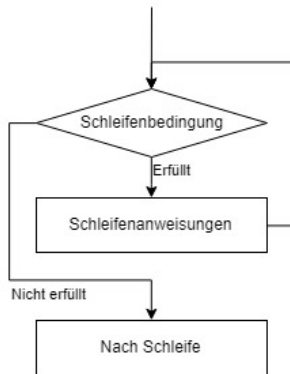 Schleifenbedingung
Erfüllt
Schleifenanweisungen
Nicht erfüllt
Nach Schleife